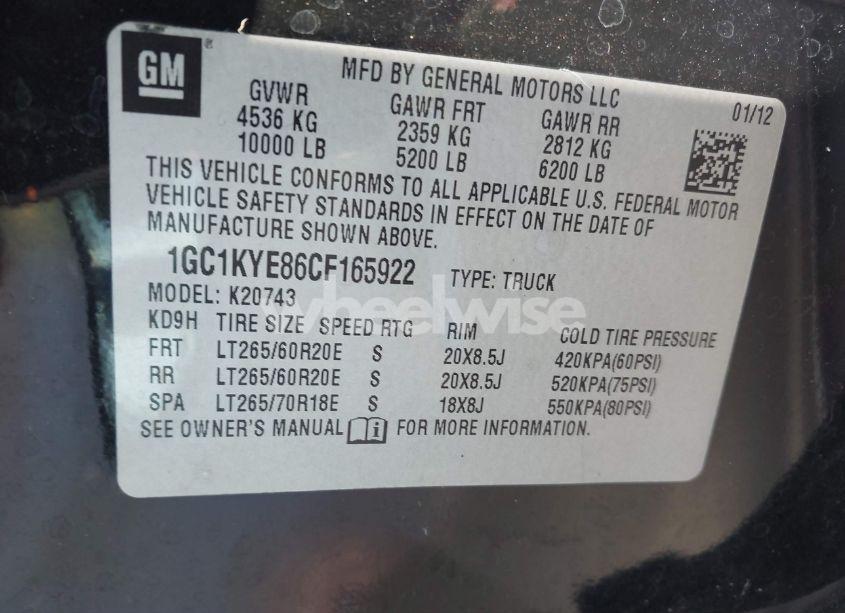 GM ®
MFD BY GENERAL MOTORS LLC
01/12
GVWR GAWR FRT GAWR RR
4536 KG 2359 KG 2812 KG
10000 LB 5200 LB 6200 LB
THIS VEHICLE CONFORMS TO ALL APPLICABLE U.S. FEDERAL MOTOR
VEHICLE SAFETY STANDARDS IN EFFECT ON THE DATE OF
MANUFACTURE SHOWN ABOVE.
1GC1KYE86CF165922 TYPE: TRUCK
MODEL: K20743
wheelwise
KD9H TIRE SIZE SPEED RTG RIM COLD TIRE PRESSURE
FRT LT265/60R20E S 20X8.5J 420KPA(60PSI)
RR LT265/60R20E S 20X8.5J 520KPA(75PSI)
SPA LT265/70R18E S 18X8J 550KPA(80PSI)
SEE OWNER'S MANUAL i FOR MORE INFORMATION.